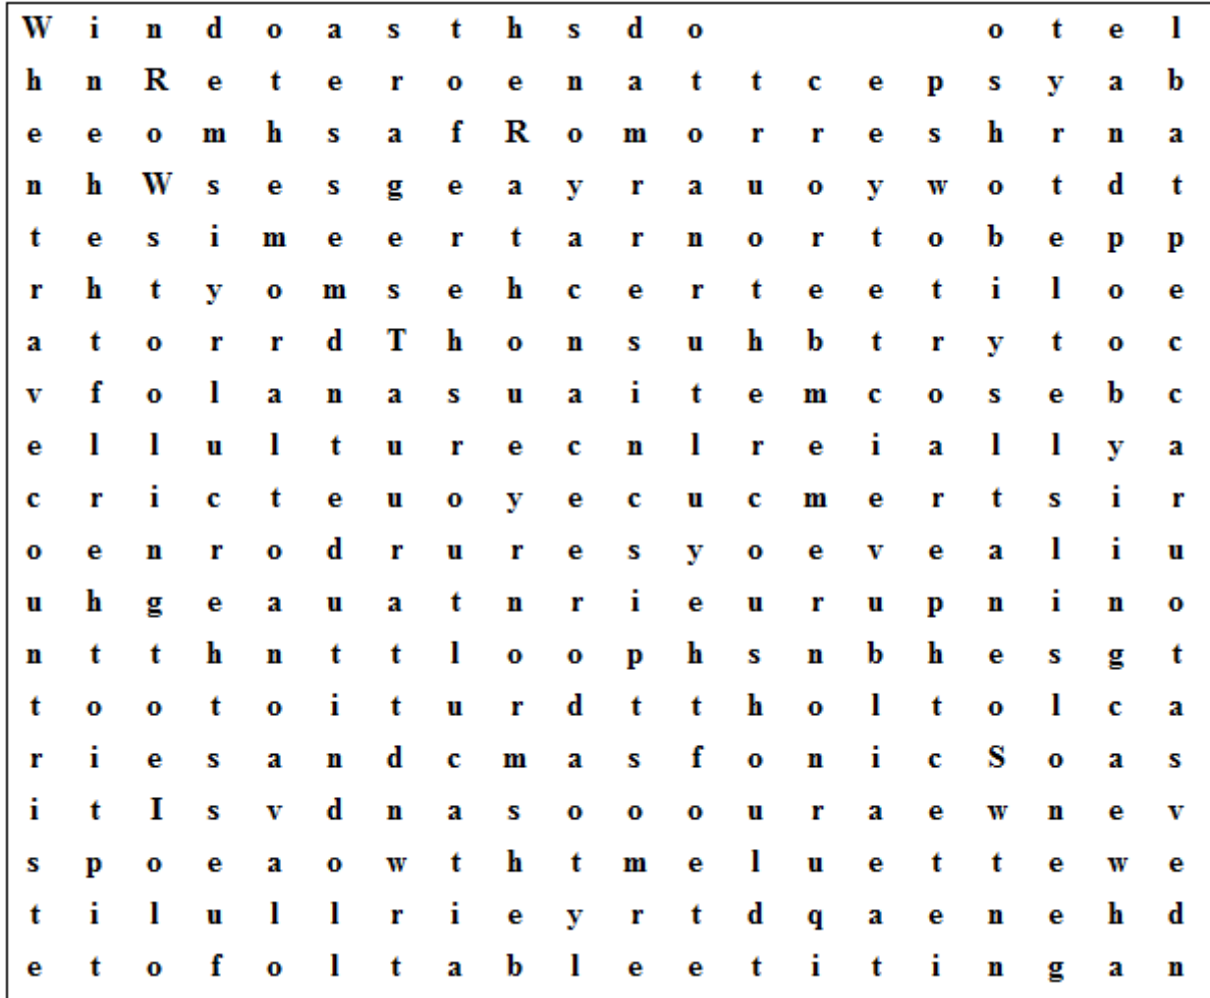 W i n d o a s t h s d o o t e l
h n R e t e r o e n a t t c e p s y a b
e e o m h s a f R o m o r r e s h r n a
n h W s e s g e a y r a u o y w o t d t
t e s i m e e r t a r n o r t o b e p p
r h t y o m s e h c e r t e e t i l o e
a t o r r d T h o n s u h b t r y t o c
v f o l a n a s u a i t e m c o s e b c
e l l u l t u r e c n l r e i a l l y a
c r i c t e u o y e c u c m e r t s i r
o e n r o d r u r e s y o e v e a l i u
u h g e a u a t n r i e u r u p n i n o
n t t h n t t l o o p h s n b h e s g t
t o o t o i t u r d t t h o l t o l c a
r i e s a n d c m a s f o n i c S o a s
i t I s v d n a s o o o u r a e w n e v
s p o e a o w t h t m e l u e t t e w e
t i l u l l r i e y r t d q a e n e h d
e t o f o l t a b l e e t i t i n g a n